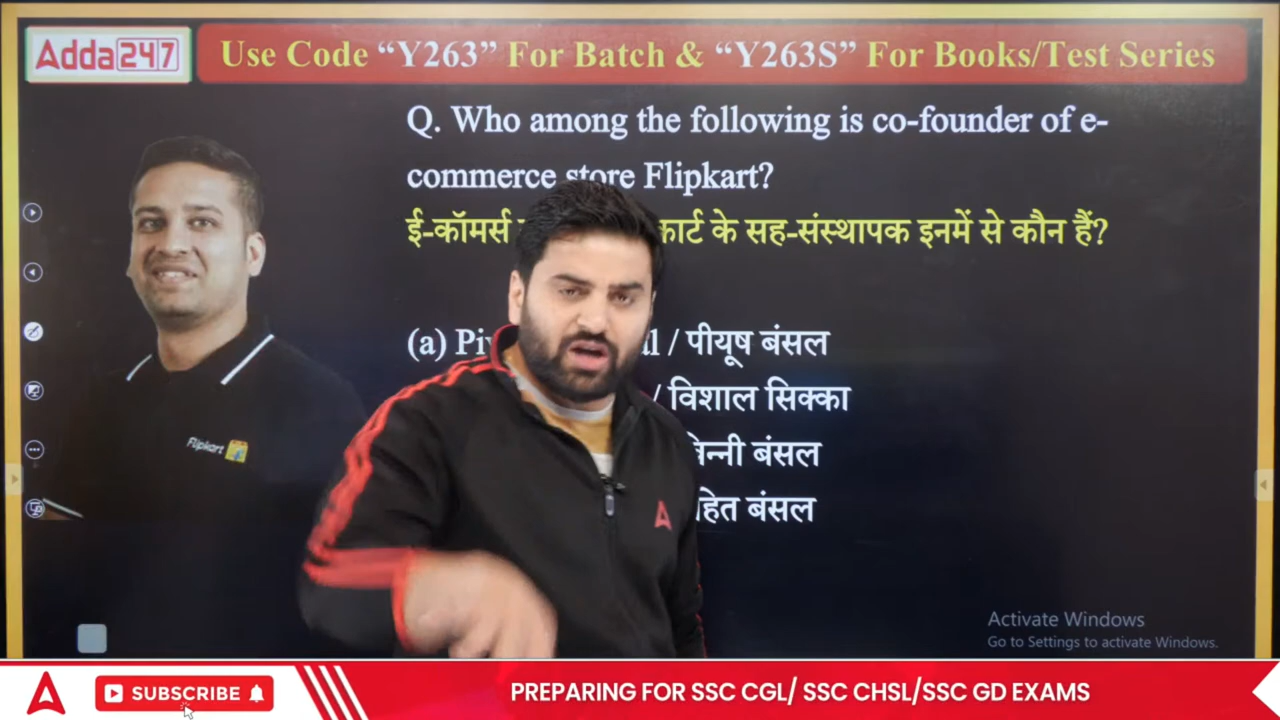 Adda247
Use Code “Y263” For Batch & “Y263S” For Books/Test Series
Q. Who among the following is co-founder of e-
commerce store Flipkart?
ई-कॉमर्स के सह-संस्थापक इनमें से कौन हैं?
(a) / पीयूष बंसल
/ विशाल सिक्का
बंसल
बंसल
Flipkart
Activate Windows
Go to Settings to activate Windows.
SUBSCRIBE
PREPARING FOR SSC CGL/ SSC CHSL/SSC GD EXAMS